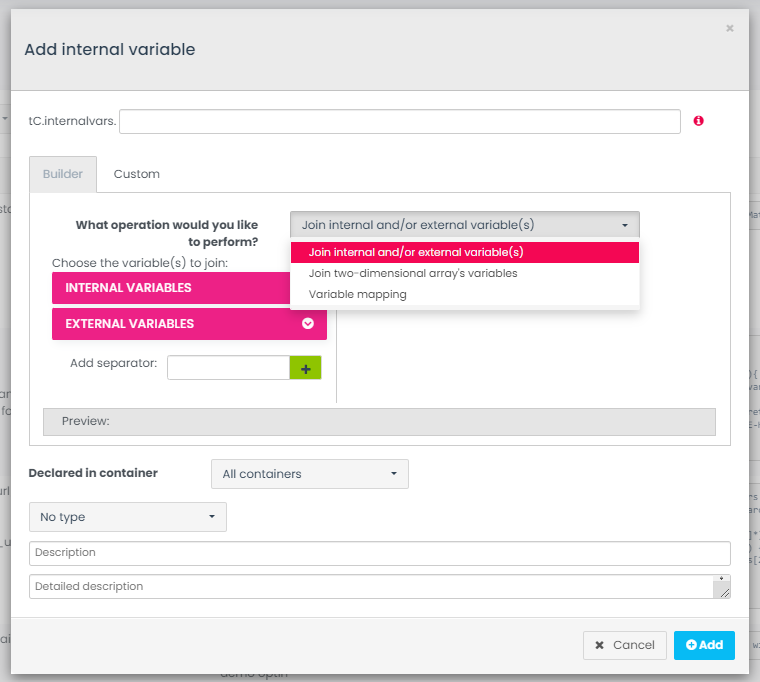 ×
Add internal variable
tC.internalvars.
Builder
Custom
What operation would you like
to perform?
Join internal and/or external variable(s)
Join internal and/or external variable(s)
Join two-dimensional array's variables
Variable mapping
Choose the variable(s) to join:
INTERNAL VARIABLES
EXTERNAL VARIABLES
Add separator:
+
Preview:
Declared in container
All containers
No type
Description
Detailed description
Cancel
Add